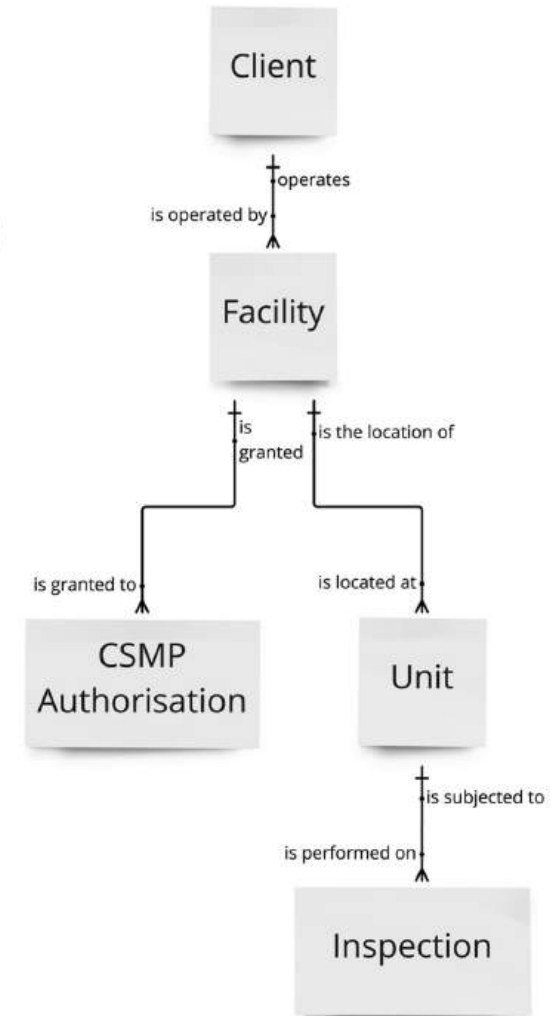 Client
operates
is operated by
Facility
is
granted
is the location of
is granted to
is located at
CSMP
Authorisation
Unit
is subjected to
is performed on
Inspection